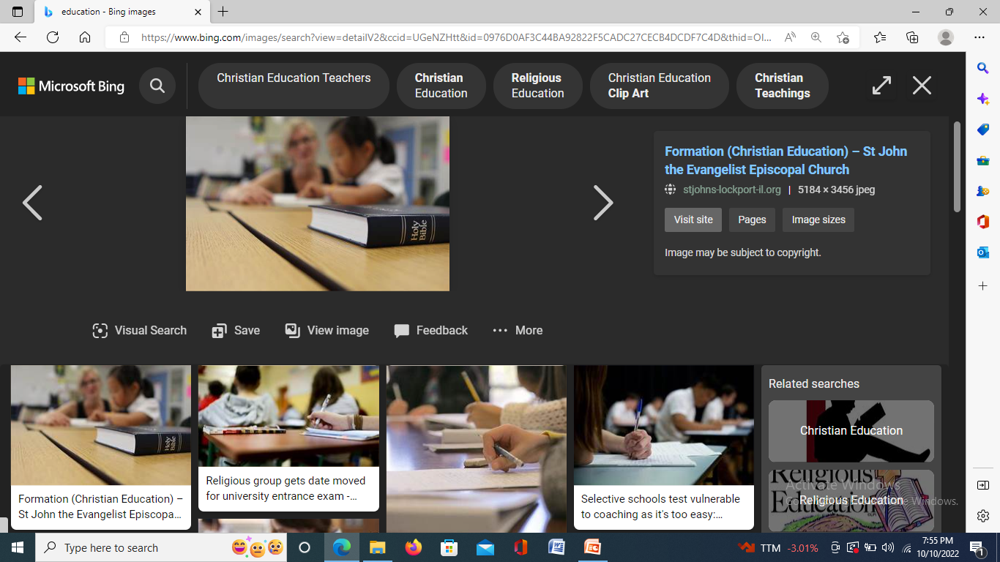 education - Bing images
https://www.bing.com/images/search?view=detailV2&ccid=UGeNZHtt&id=0976D0AF3C44BA92822F5CADC27CECB4DCDF7C4D&thid=OI...
Microsoft Bing
Christian Education Teachers
Christian
Education
Religious
Education
Christian Education
Clip Art
Christian
Teachings
Holy
Bible
Formation (Christian Education) – St John
the Evangelist Episcopal Church
stjohns-lockport-il.org | 5184 × 3456 jpeg
Visit site
Pages
Image sizes
Image may be subject to copyright.
Visual Search
Save
View image
Feedback
More
Holy
Bible
Formation (Christian Education) –
St John the Evangelist Episcopa...
Religious group gets date moved
for university entrance exam -...
Selective schools test vulnerable
to coaching as it's too easy:...
Related searches
Christian Education
Religious
Education
Religious Education
Activate Windows
Windows.
Type here to search
TTM -3.01%
7:55 PM
10/10/2022
1